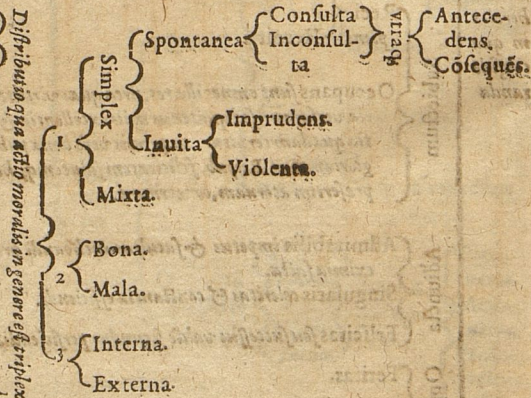 Distributio qua actio moralis in genere est triplex
1
Simplex
Spontanea
Consulta
Inconsul-
ta
utraq;
Antece-
dens.
Cōsequēs.
Inuita
Imprudens.
Violenta.
Mixta.
2
Bona.
Mala.
3
Interna.
Externa.